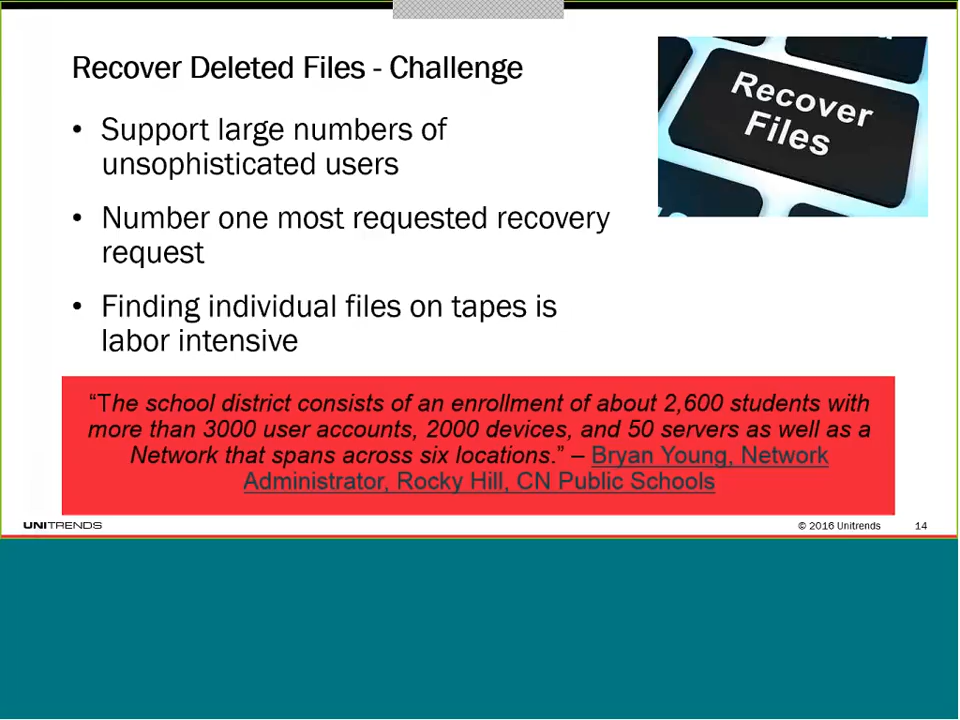 Recover Deleted Files - Challenge
Recover
Files
• Support large numbers of
unsophisticated users
• Number one most requested recovery
request
• Finding individual files on tapes is
labor intensive
“The school district consists of an enrollment of about 2,600 students with
more than 3000 user accounts, 2000 devices, and 50 servers as well as a
Network that spans across six locations.” – Bryan Young, Network
Administrator, Rocky Hill, CN Public Schools
UNITRENDS
© 2016 Unitrends 14